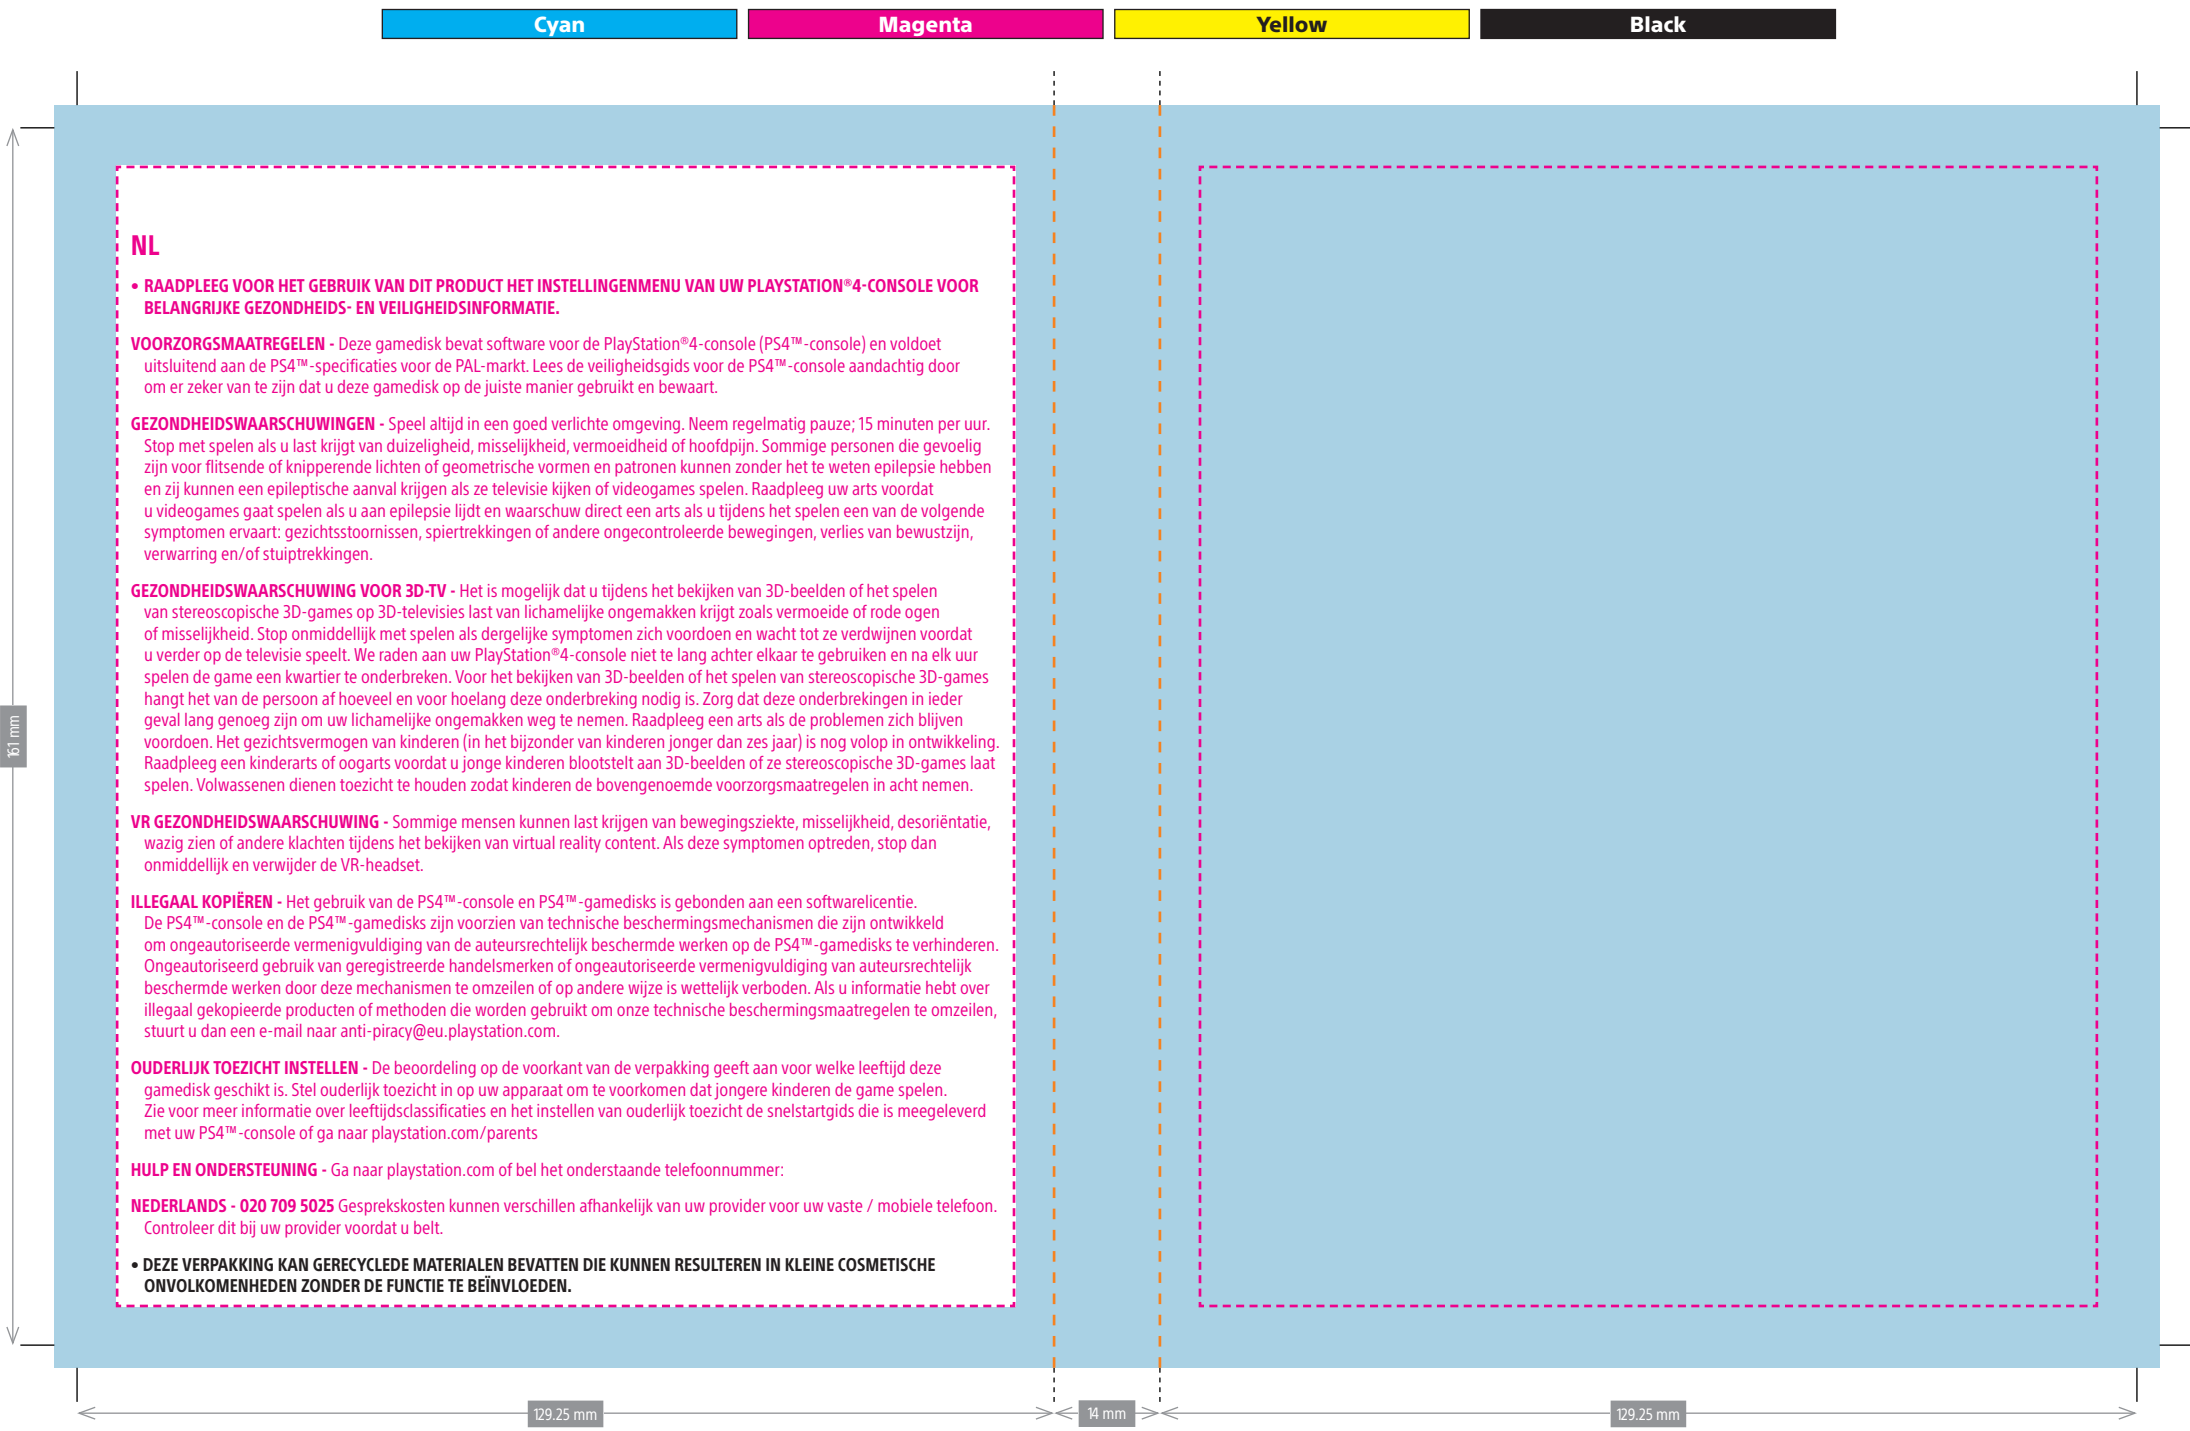 Cyan
Magenta
Yellow
Black
NL
• RAADPLEEG VOOR HET GEBRUIK VAN DIT PRODUCT HET INSTELLINGENMENU VAN UW PLAYSTATION®4-CONSOLE VOOR
BELANGRIJKE GEZONDHEIDS- EN VEILIGHEIDSINFORMATIE.
VOORZORGSMAATREGELEN - Deze gamedisk bevat software voor de PlayStation®4-console (PS4™-console) en voldoet
uitsluitend aan de PS4™-specificaties voor de PAL-markt. Lees de veiligheidsgids voor de PS4™-console aandachtig door
om er zeker van te zijn dat u deze gamedisk op de juiste manier gebruikt en bewaart.
GEZONDHEIDSWAARSCHUWINGEN - Speel altijd in een goed verlichte omgeving. Neem regelmatig pauze; 15 minuten per uur.
Stop met spelen als u last krijgt van duizeligheid, misselijkheid, vermoeidheid of hoofdpijn. Sommige personen die gevoelig
zijn voor flitsende of knipperende lichten of geometrische vormen en patronen kunnen zonder het te weten epilepsie hebben
en zij kunnen een epileptische aanval krijgen als ze televisie kijken of videogames spelen. Raadpleeg uw arts voordat
u videogames gaat spelen als u aan epilepsie lijdt en waarschuw direct een arts als u tijdens het spelen een van de volgende
symptomen ervaart: gezichtsstoornissen, spiertrekkingen of andere ongecontroleerde bewegingen, verlies van bewustzijn,
verwarring en/of stuiptrekkingen.
GEZONDHEIDSWAARSCHUWING VOOR 3D-TV - Het is mogelijk dat u tijdens het bekijken van 3D-beelden of het spelen
van stereoscopische 3D-games op 3D-televisies last van lichamelijke ongemakken krijgt zoals vermoeide of rode ogen
of misselijkheid. Stop onmiddellijk met spelen als dergelijke symptomen zich voordoen en wacht tot ze verdwijnen voordat
u verder op de televisie speelt. We raden aan uw PlayStation®4-console niet te lang achter elkaar te gebruiken en na elk uur
spelen de game een kwartier te onderbreken. Voor het bekijken van 3D-beelden of het spelen van stereoscopische 3D-games
hangt het van de persoon af hoeveel en voor hoelang deze onderbreking nodig is. Zorg dat deze onderbrekingen in ieder
geval lang genoeg zijn om uw lichamelijke ongemakken weg te nemen. Raadpleeg een arts als de problemen zich blijven
voordoen. Het gezichtsvermogen van kinderen (in het bijzonder van kinderen jonger dan zes jaar) is nog volop in ontwikkeling.
Raadpleeg een kinderarts of oogarts voordat u jonge kinderen blootstelt aan 3D-beelden of ze stereoscopische 3D-games laat
spelen. Volwassenen dienen toezicht te houden zodat kinderen de bovengenoemde voorzorgsmaatregelen in acht nemen.
VR GEZONDHEIDSWAARSCHUWING - Sommige mensen kunnen last krijgen van bewegingsziekte, misselijkheid, desoriëntatie,
wazig zien of andere klachten tijdens het bekijken van virtual reality content. Als deze symptomen optreden, stop dan
onmiddellijk en verwijder de VR-headset.
ILLEGAAL KOPIËREN - Het gebruik van de PS4™-console en PS4™-gamedisks is gebonden aan een softwarelicentie.
De PS4™-console en de PS4™-gamedisks zijn voorzien van technische beschermingsmechanismen die zijn ontwikkeld
om ongeautoriseerde vermenigvuldiging van de auteursrechtelijk beschermde werken op de PS4™-gamedisks te verhinderen.
Ongeautoriseerd gebruik van geregistreerde handelsmerken of ongeautoriseerde vermenigvuldiging van auteursrechtelijk
beschermde werken door deze mechanismen te omzeilen of op andere wijze is wettelijk verboden. Als u informatie hebt over
illegaal gekopieerde producten of methoden die worden gebruikt om onze technische beschermingsmaatregelen te omzeilen,
stuurt u dan een e-mail naar anti-piracy@eu.playstation.com.
OUDERLIJK TOEZICHT INSTELLEN - De beoordeling op de voorkant van de verpakking geeft aan voor welke leeftijd deze
gamedisk geschikt is. Stel ouderlijk toezicht in op uw apparaat om te voorkomen dat jongere kinderen de game spelen.
Zie voor meer informatie over leeftijdsclassificaties en het instellen van ouderlijk toezicht de snelstartgids die is meegeleverd
met uw PS4™-console of ga naar playstation.com/parents
HULP EN ONDERSTEUNING - Ga naar playstation.com of bel het onderstaande telefoonnummer:
NEDERLANDS - 020 709 5025 Gesprekskosten kunnen verschillen afhankelijk van uw provider voor uw vaste / mobiele telefoon.
Controleer dit bij uw provider voordat u belt.
• DEZE VERPAKKING KAN GERECYCLEDE MATERIALEN BEVATTEN DIE KUNNEN RESULTEREN IN KLEINE COSMETISCHE
ONVOLKOMENHEDEN ZONDER DE FUNCTIE TE BEÏNVLOEDEN.
161 mm
129.25 mm
14 mm
129.25 mm